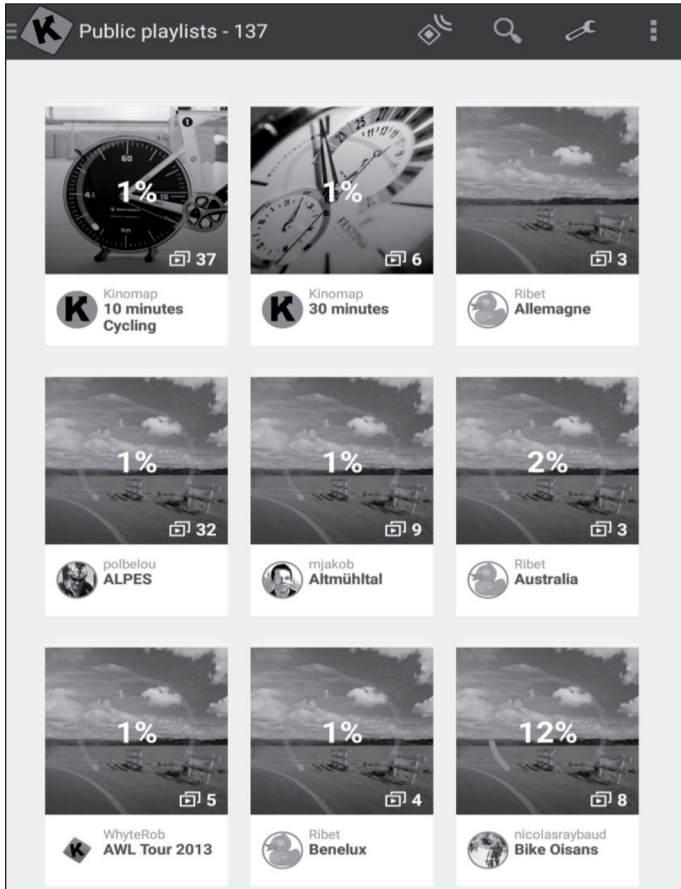 Public playlists - 137
1%
37
Kinomap
10 minutes
Cycling
1%
6
Kinomap
30 minutes
3
Ribet
Allemagne
1%
32
polbelou
ALPES
1%
9
mjakob
Altmühltal
2%
3
Ribet
Australia
1%
5
WhyteRob
AWL Tour 2013
1%
4
Ribet
Benelux
12%
8
nicolasraybaud
Bike Oisans